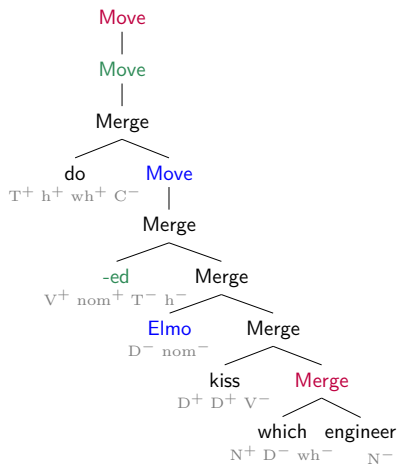 Move
Move
Merge
do
T⁺ h⁺ wh⁺ C⁻
Move
Merge
-ed
V⁺ nom⁺ T⁻ h⁻
Merge
Elmo
D⁻ nom⁻
Merge
kiss
D⁺ D⁺ V⁻
Merge
which engineer
N⁺ D⁻ wh⁻ N⁻